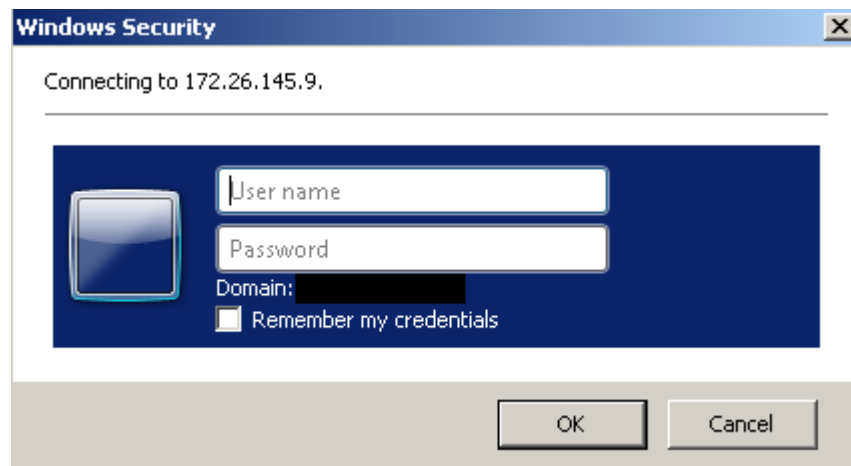 Windows Security
Connecting to 172.26.145.9.
User name
Password
Domain:
Remember my credentials
OK
Cancel